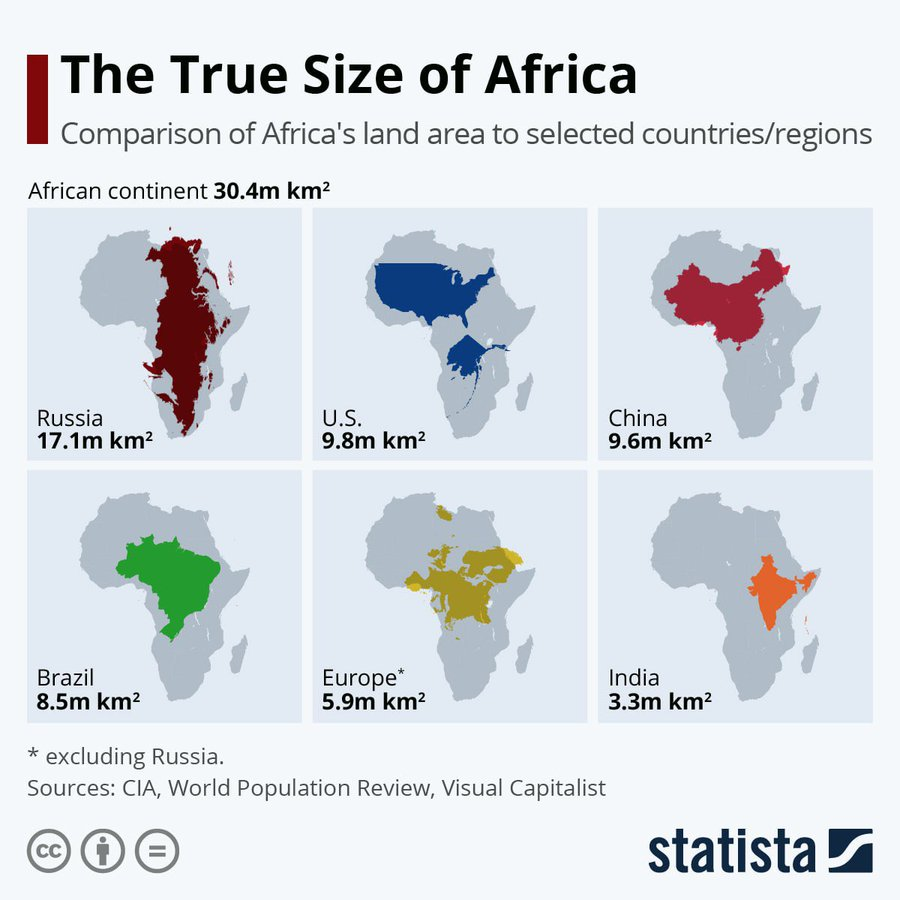 The True Size of Africa
Comparison of Africa's land area to selected countries/regions
African continent 30.4m km²
Russia
17.1m km²
U.S.
9.8m km²
China
9.6m km²
Brazil
8.5m km²
Europe*
5.9m km²
India
3.3m km²
* excluding Russia.
Sources: CIA, World Population Review, Visual Capitalist
cc
=
statista